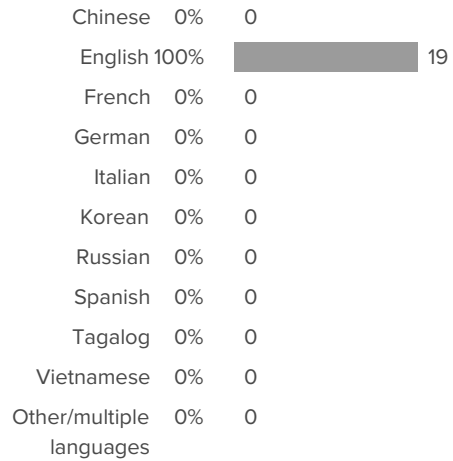 Chinese 0% 0
English 100% 19
French 0% 0
German 0% 0
Italian 0% 0
Korean 0% 0
Russian 0% 0
Spanish 0% 0
Tagalog 0% 0
Vietnamese 0% 0
Other/multiple 0% 0
languages